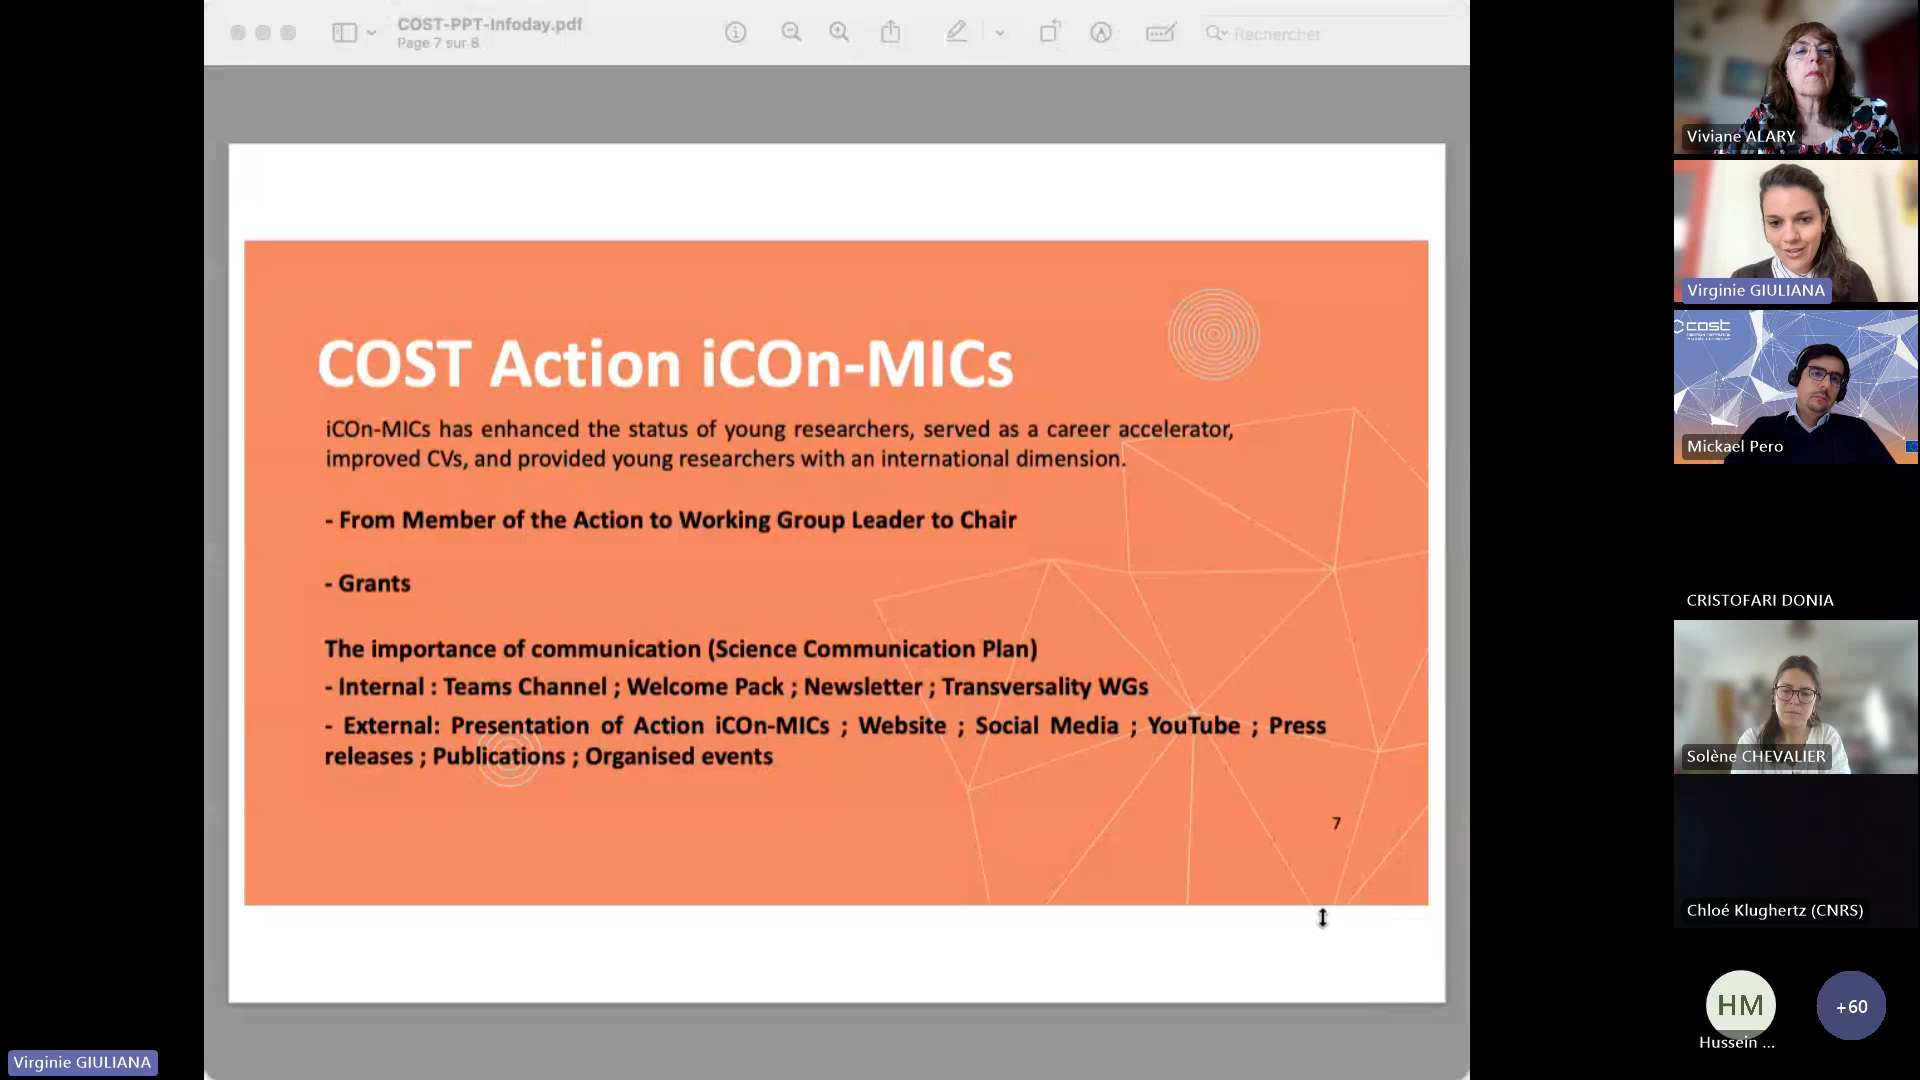 COST-PPT-Infoday.pdf
Page 7 sur 8
Rechercher
COST Action iCOn-MICs
iCOn-MICs has enhanced the status of young researchers, served as a career accelerator,
improved CVs, and provided young researchers with an international dimension.
- From Member of the Action to Working Group Leader to Chair
- Grants
The importance of communication (Science Communication Plan)
- Internal : Teams Channel ; Welcome Pack ; Newsletter ; Transversality WGs
- External: Presentation of Action iCOn-MICs ; Website ; Social Media ; YouTube ; Press
releases ; Publications ; Organised events
7
Viviane ALARY
Virginie GIULIANA
cost
Mickael Pero
CRISTOFARI DONIA
Solène CHEVALIER
Chloé Klughertz (CNRS)
HM
+60
Hussein ...
Virginie GIULIANA